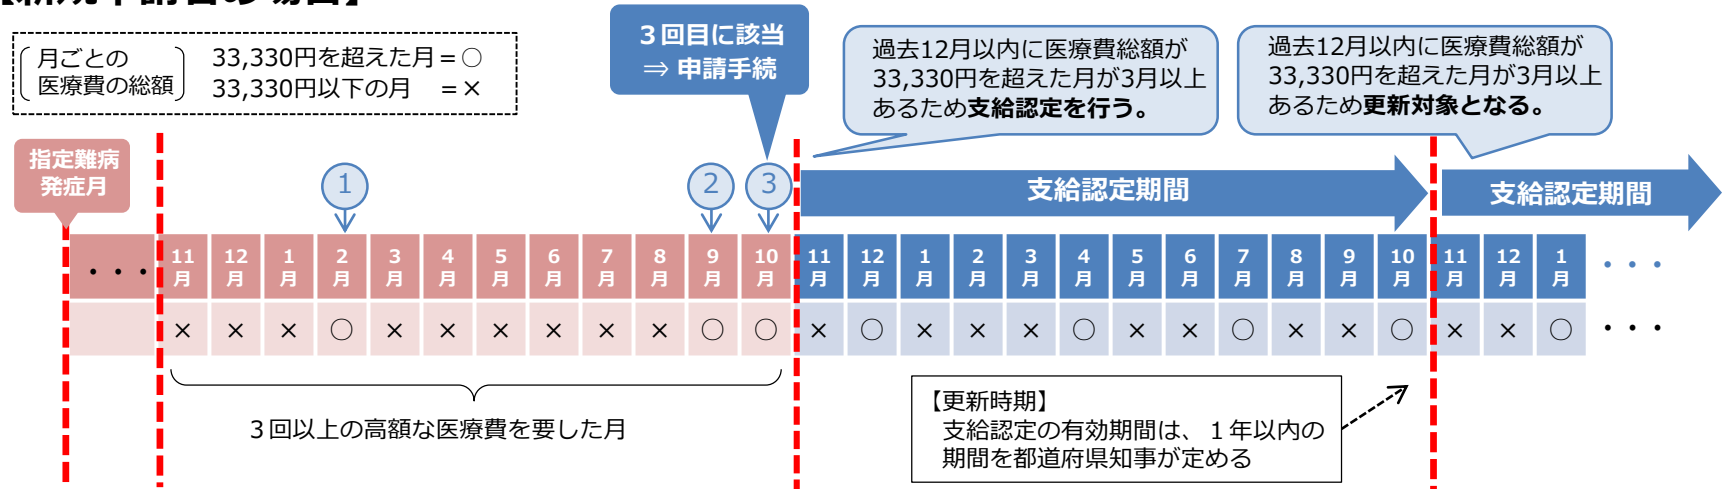 【新規申請者の場合】
月ごとの
医療費の総額
33,330円を超えた月＝○
33,330円以下の月　＝×
３回目に該当
⇒ 申請手続
過去12月以内に医療費総額が
33,330円を超えた月が3月以上
あるため支給認定を行う。
過去12月以内に医療費総額が
33,330円を超えた月が3月以上
あるため更新対象となる。
指定難病
発症月
1 2 3
支給認定期間 支給認定期間
・・・ 11月 12月 1月 2月 3月 4月 5月 6月 7月 8月 9月 10月 11月 12月 1月 2月 3月 4月 5月 6月 7月 8月 9月 10月 11月 12月 1月 ・・・
× × × ○ × × × × × × ○ ○ × ○ × × × ○ × × ○ × × ○ × × ○ ・・・
３回以上の高額な医療費を要した月
【更新時期】
支給認定の有効期間は、１年以内の
期間を都道府県知事が定める